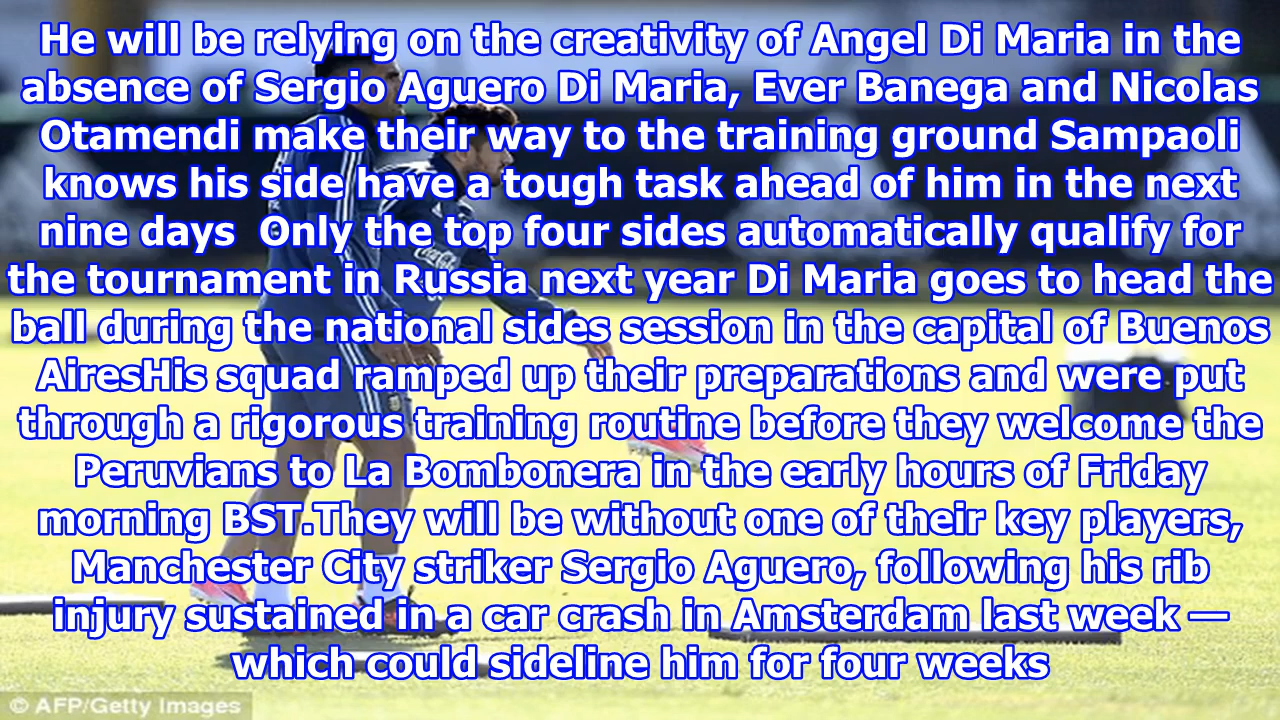 He will be relying on the creativity of Angel Di Maria in the
absence of Sergio Aguero Di Maria, Ever Banega and Nicolas
Otamendi make their way to the training ground Sampaoli
knows his side have a tough task ahead of him in the next
nine days  Only the top four sides automatically qualify for
the tournament in Russia next year Di Maria goes to head the
ball during the national sides session in the capital of Buenos
AiresHis squad ramped up their preparations and were put
through a rigorous training routine before they welcome the
Peruvians to La Bombonera in the early hours of Friday
morning BST.They will be without one of their key players,
Manchester City striker Sergio Aguero, following his rib
injury sustained in a car crash in Amsterdam last week —
which could sideline him for four weeks
Coca-Cola
© AFP/Getty Images